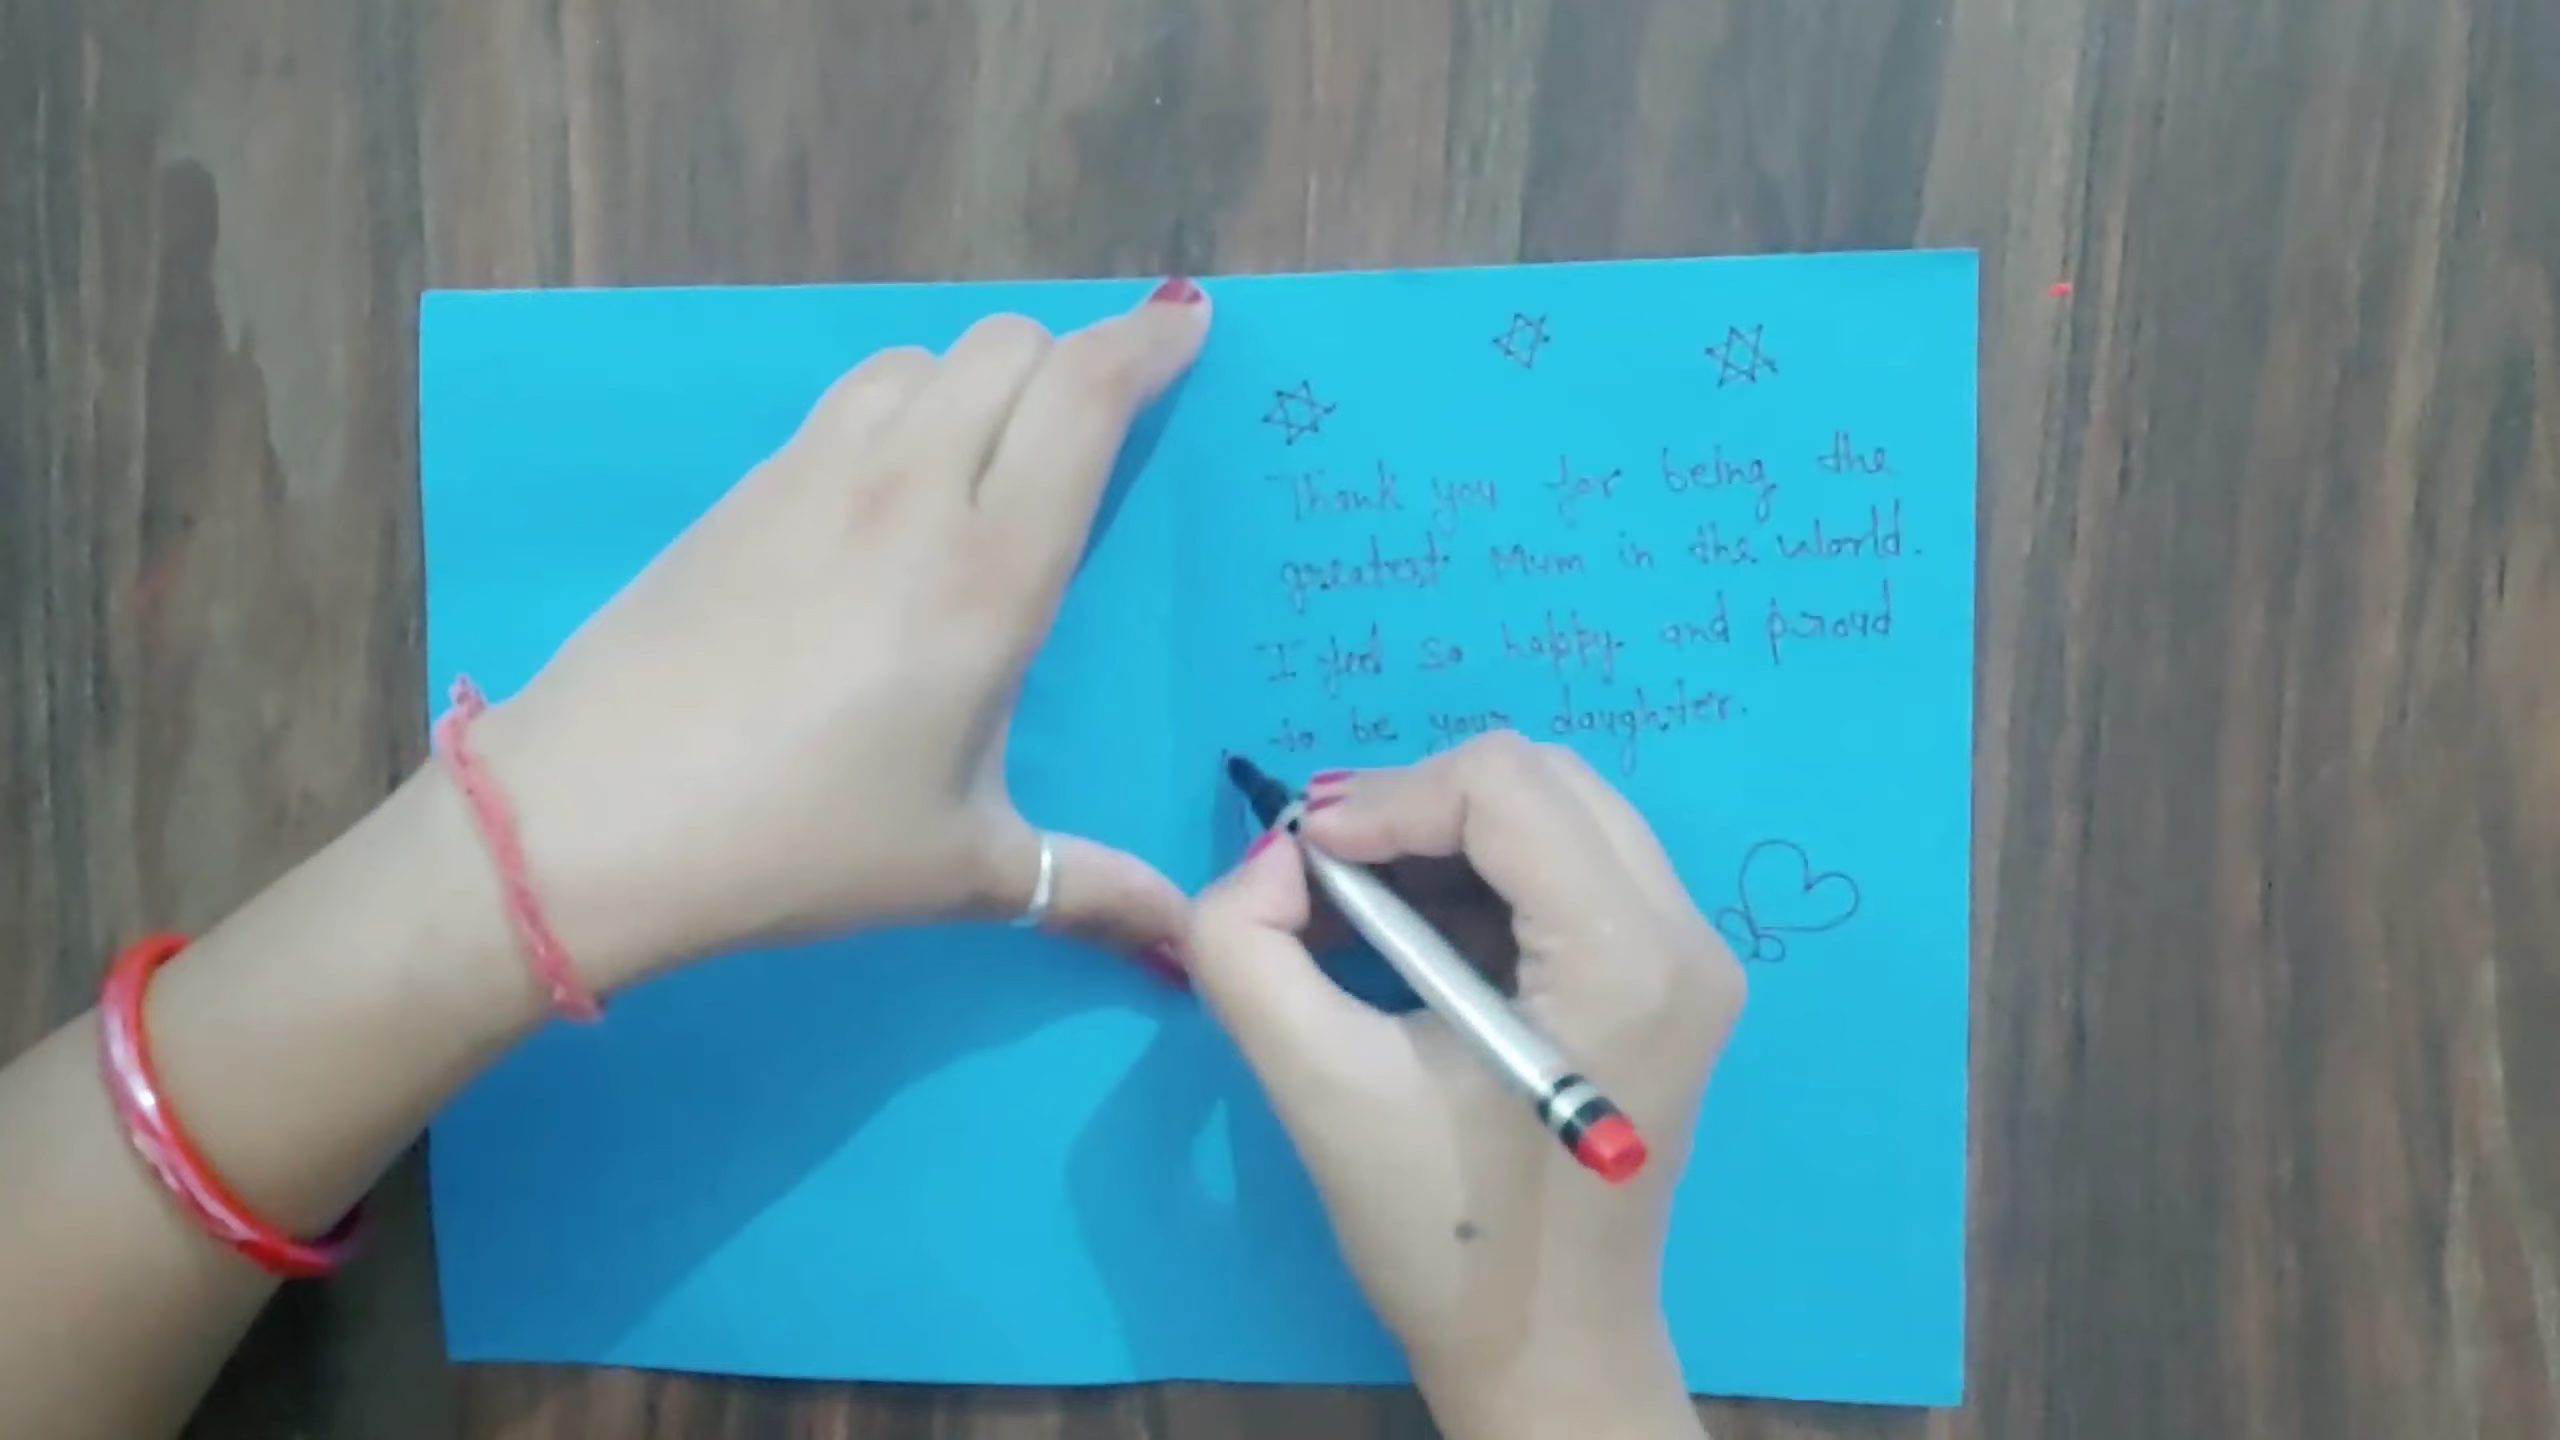 Thank you for being the
greatest Mum in the world.
I feel so happy and proud
to be your daughter.